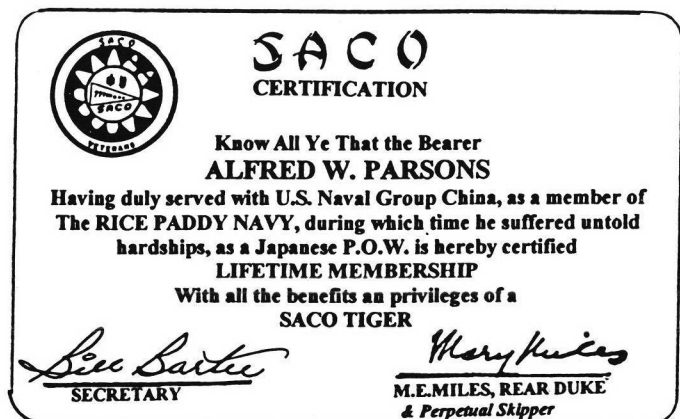 SACO
VETERANS
SACO
SACO
CERTIFICATION
Know All Ye That the Bearer
ALFRED W. PARSONS
Having duly served with U.S. Naval Group China, as a member of
The RICE PADDY NAVY, during which time he suffered untold
hardships, as a Japanese P.O.W. is hereby certified
LIFETIME MEMBERSHIP
With all the benefits an privileges of a
SACO TIGER
SECRETARY
M.E.MILES, REAR DUKE
& Perpetual Skipper